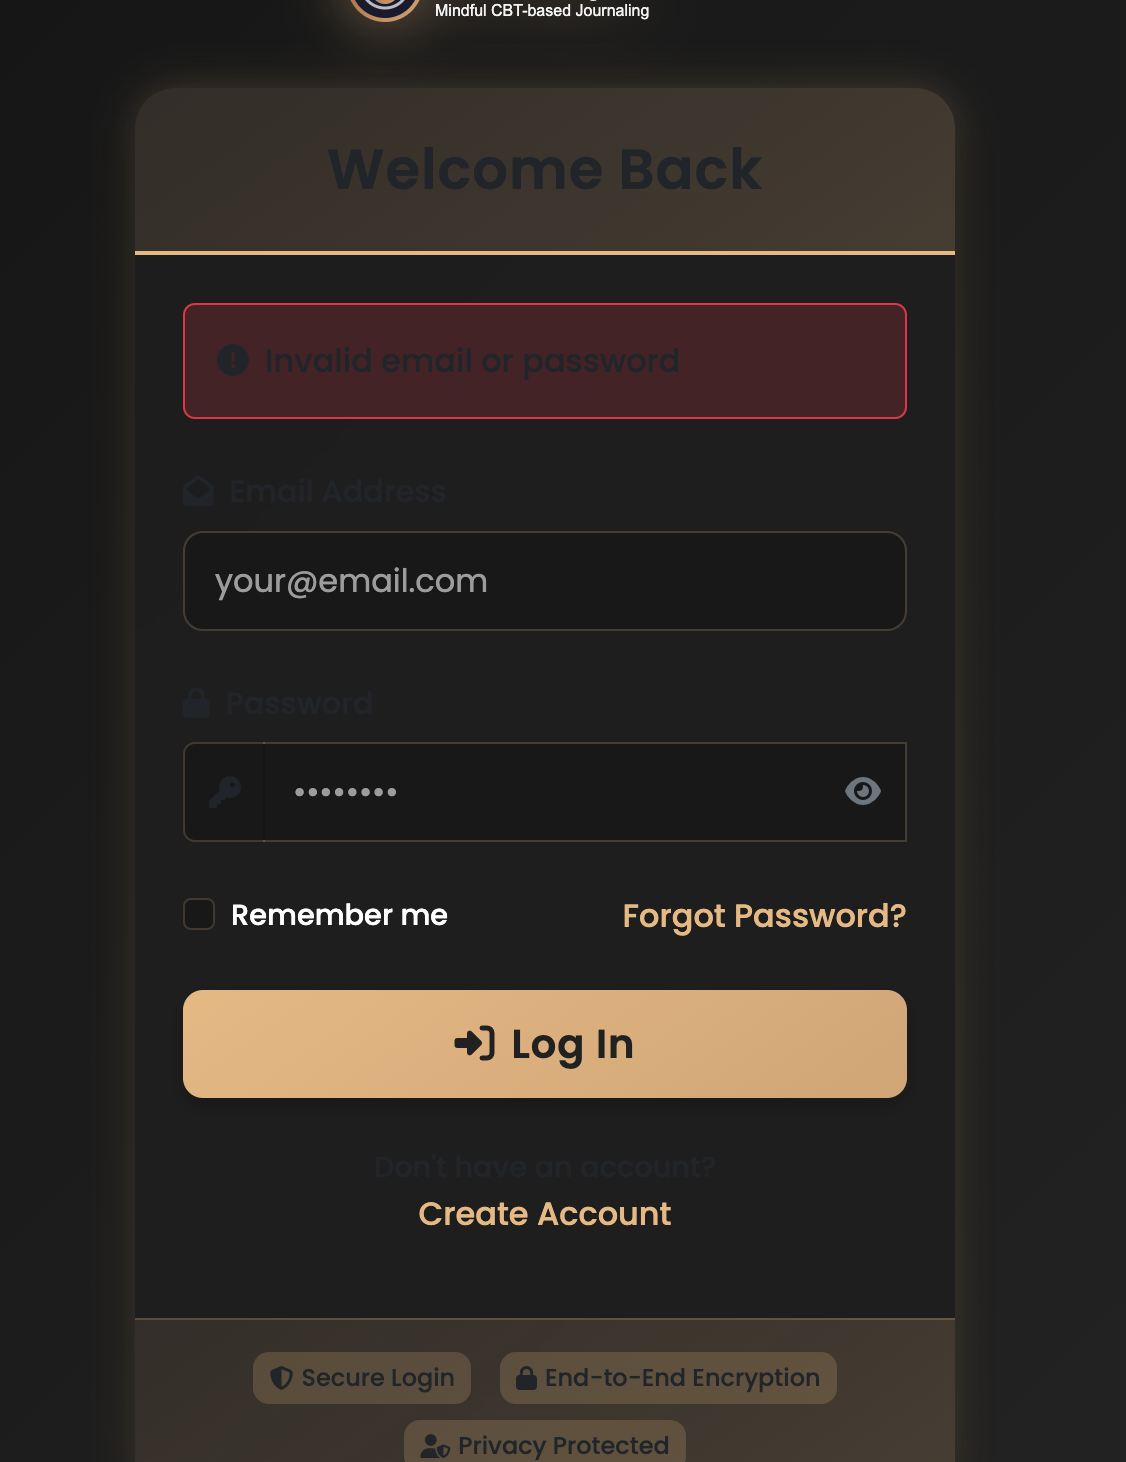 Mindful CBT-based Journaling
Welcome Back
Invalid email or password
Email Address
your@email.com
Password
••••••••
Remember me
Forgot Password?
Log In
Don't have an account?
Create Account
Secure Login
End-to-End Encryption
Privacy Protected